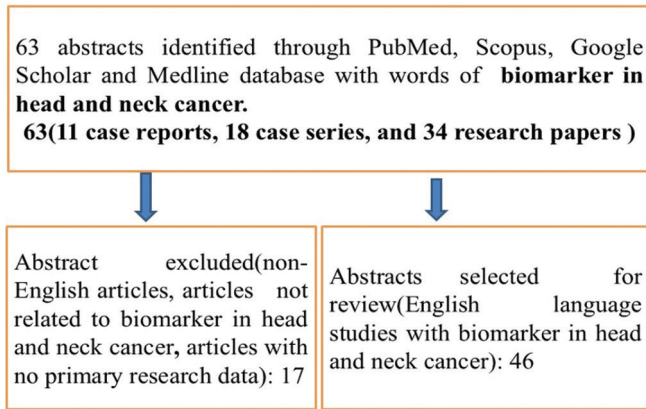 63 abstracts identified through PubMed, Scopus, Google
Scholar and Medline database with words of biomarker in
head and neck cancer.
63(11 case reports, 18 case series, and 34 research papers )
Abstract excluded(non-
English articles, articles not
related to biomarker in head
and neck cancer, articles with
no primary research data): 17
Abstracts selected for
review(English language
studies with biomarker in head
and neck cancer): 46